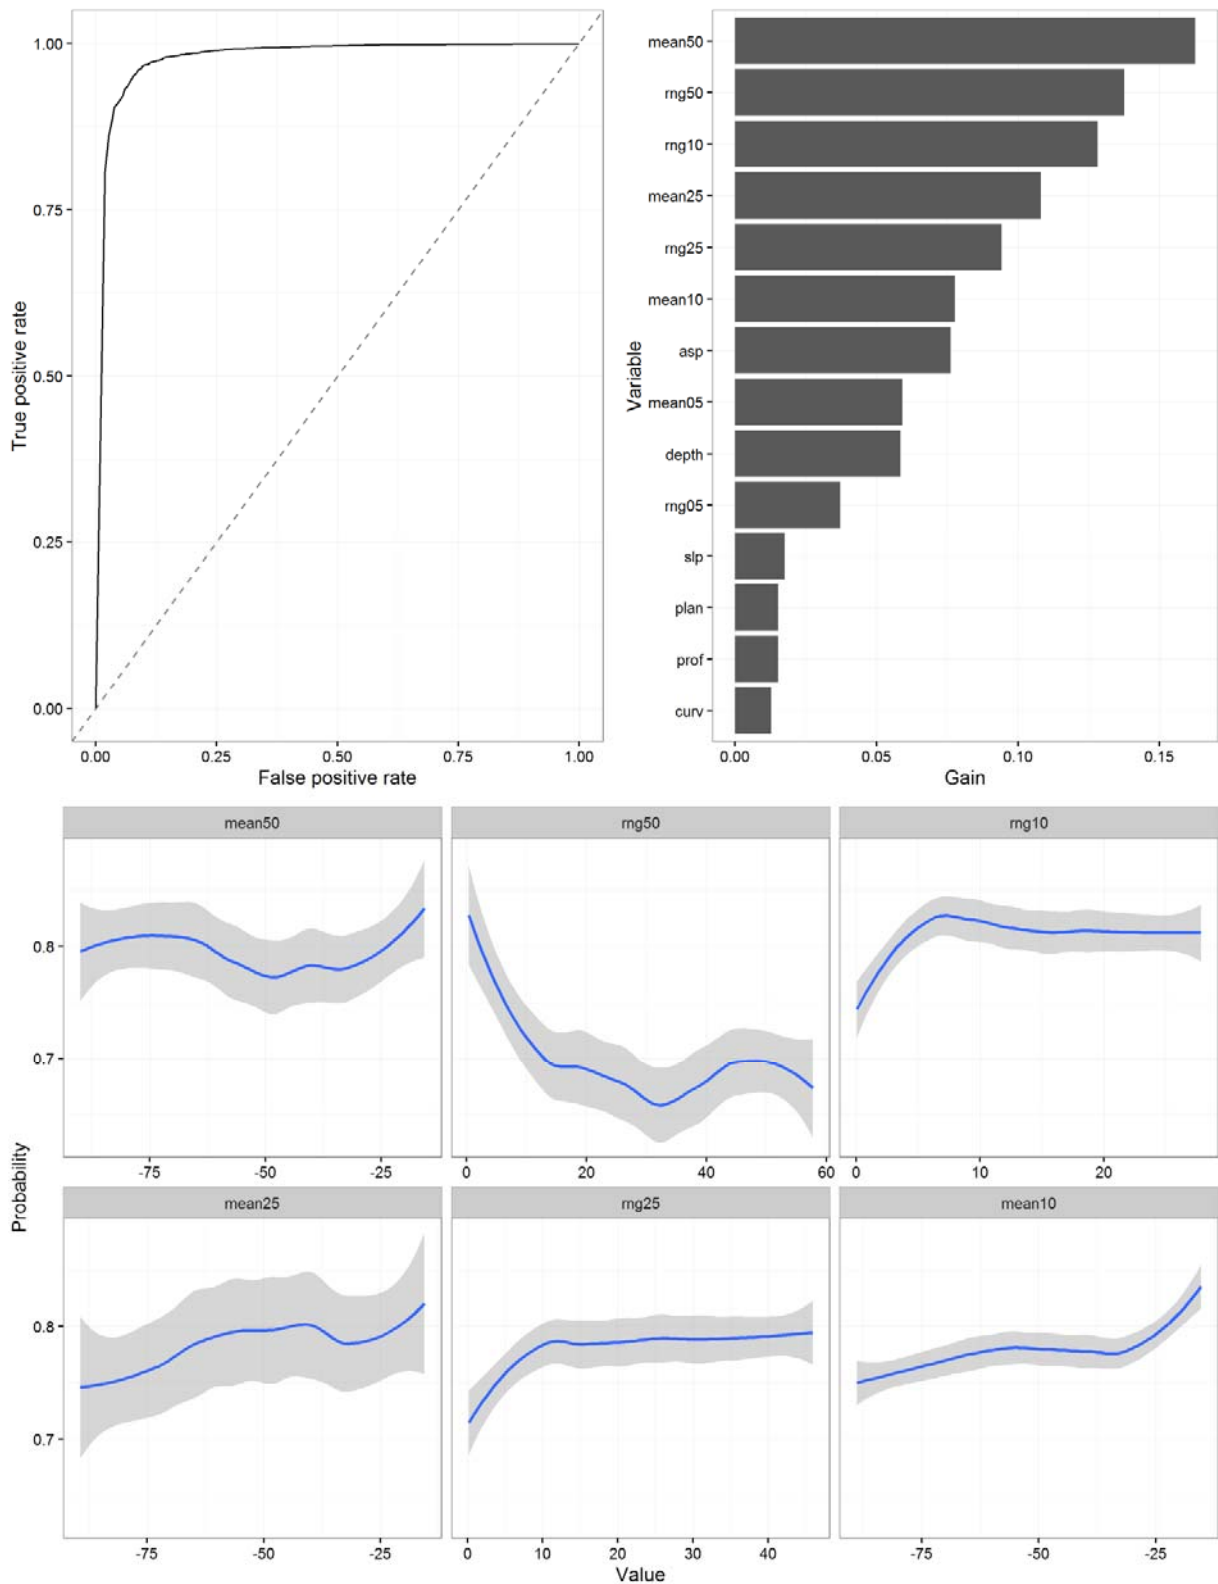 1.00
0.75
0.50
0.25
0.00
True positive rate
0.00 0.25 0.50 0.75 1.00
False positive rate
mean50
rng50
rng10
mean25
rng25
mean10
asp
mean05
depth
rng05
slp
plan
prof
curv
Variable
0.00 0.05 0.10 0.15
Gain
mean50 rng50 rng10
0.8
0.7
-75 -50 -25 0 20 40 60 0 10 20
Probability
mean25 rng25 mean10
0.8
0.7
-75 -50 -25 0 10 20 30 40 -75 -50 -25
Value